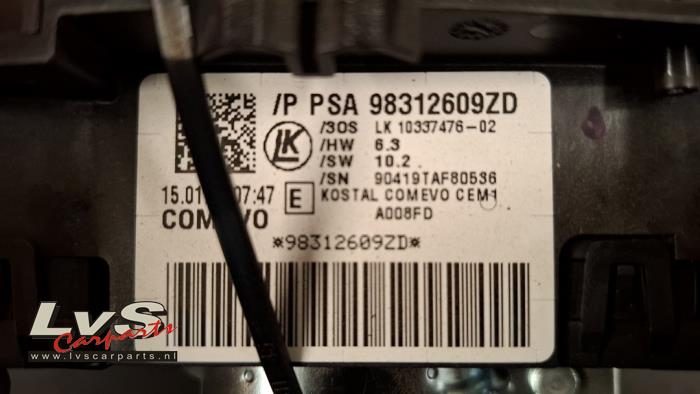 /P PSA 98312609ZD
/3OS LK 10337476-02
/HW 6.3
/SW 10.2
/SN 90419TAF80536
LK
15.01 07:47
E
KOSTAL COMEVO CEM1
COMEVO
A008FD
*98312609ZD*
LvS
Carparts
www.lvscarparts.nl